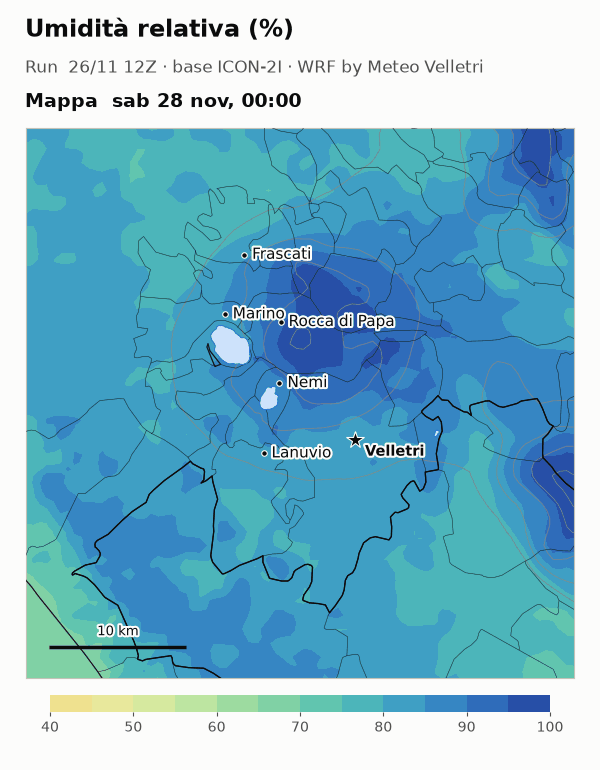 Umidità relativa (%)
Run  26/11 12Z · base ICON-2I · WRF by Meteo Velletri
Mappa  sab 28 nov, 00:00
Frascati
Marino
Rocca di Papa
Nemi
Velletri
Lanuvio
10 km
40 50 60 70 80 90 100